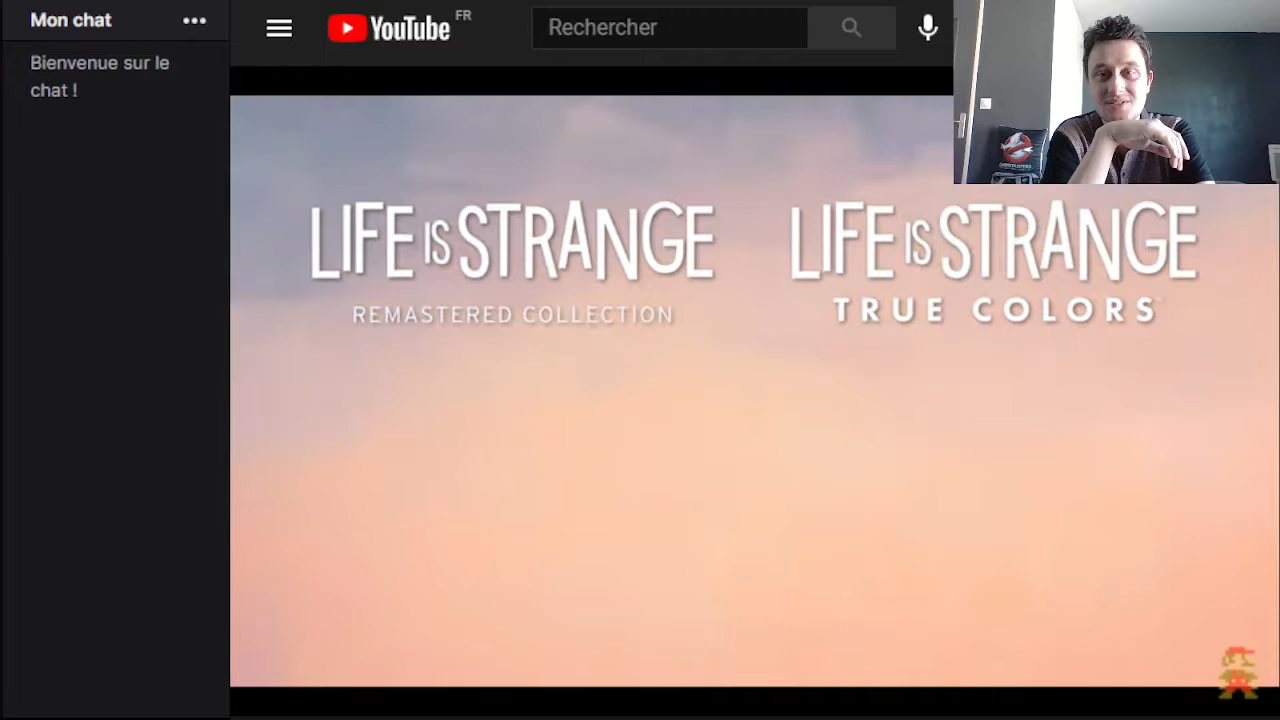 Mon chat
Bienvenue sur le
chat !
YouTube FR
Rechercher
LIFE IS STRANGE
REMASTERED COLLECTION
LIFE IS STRANGE
TRUE COLORS